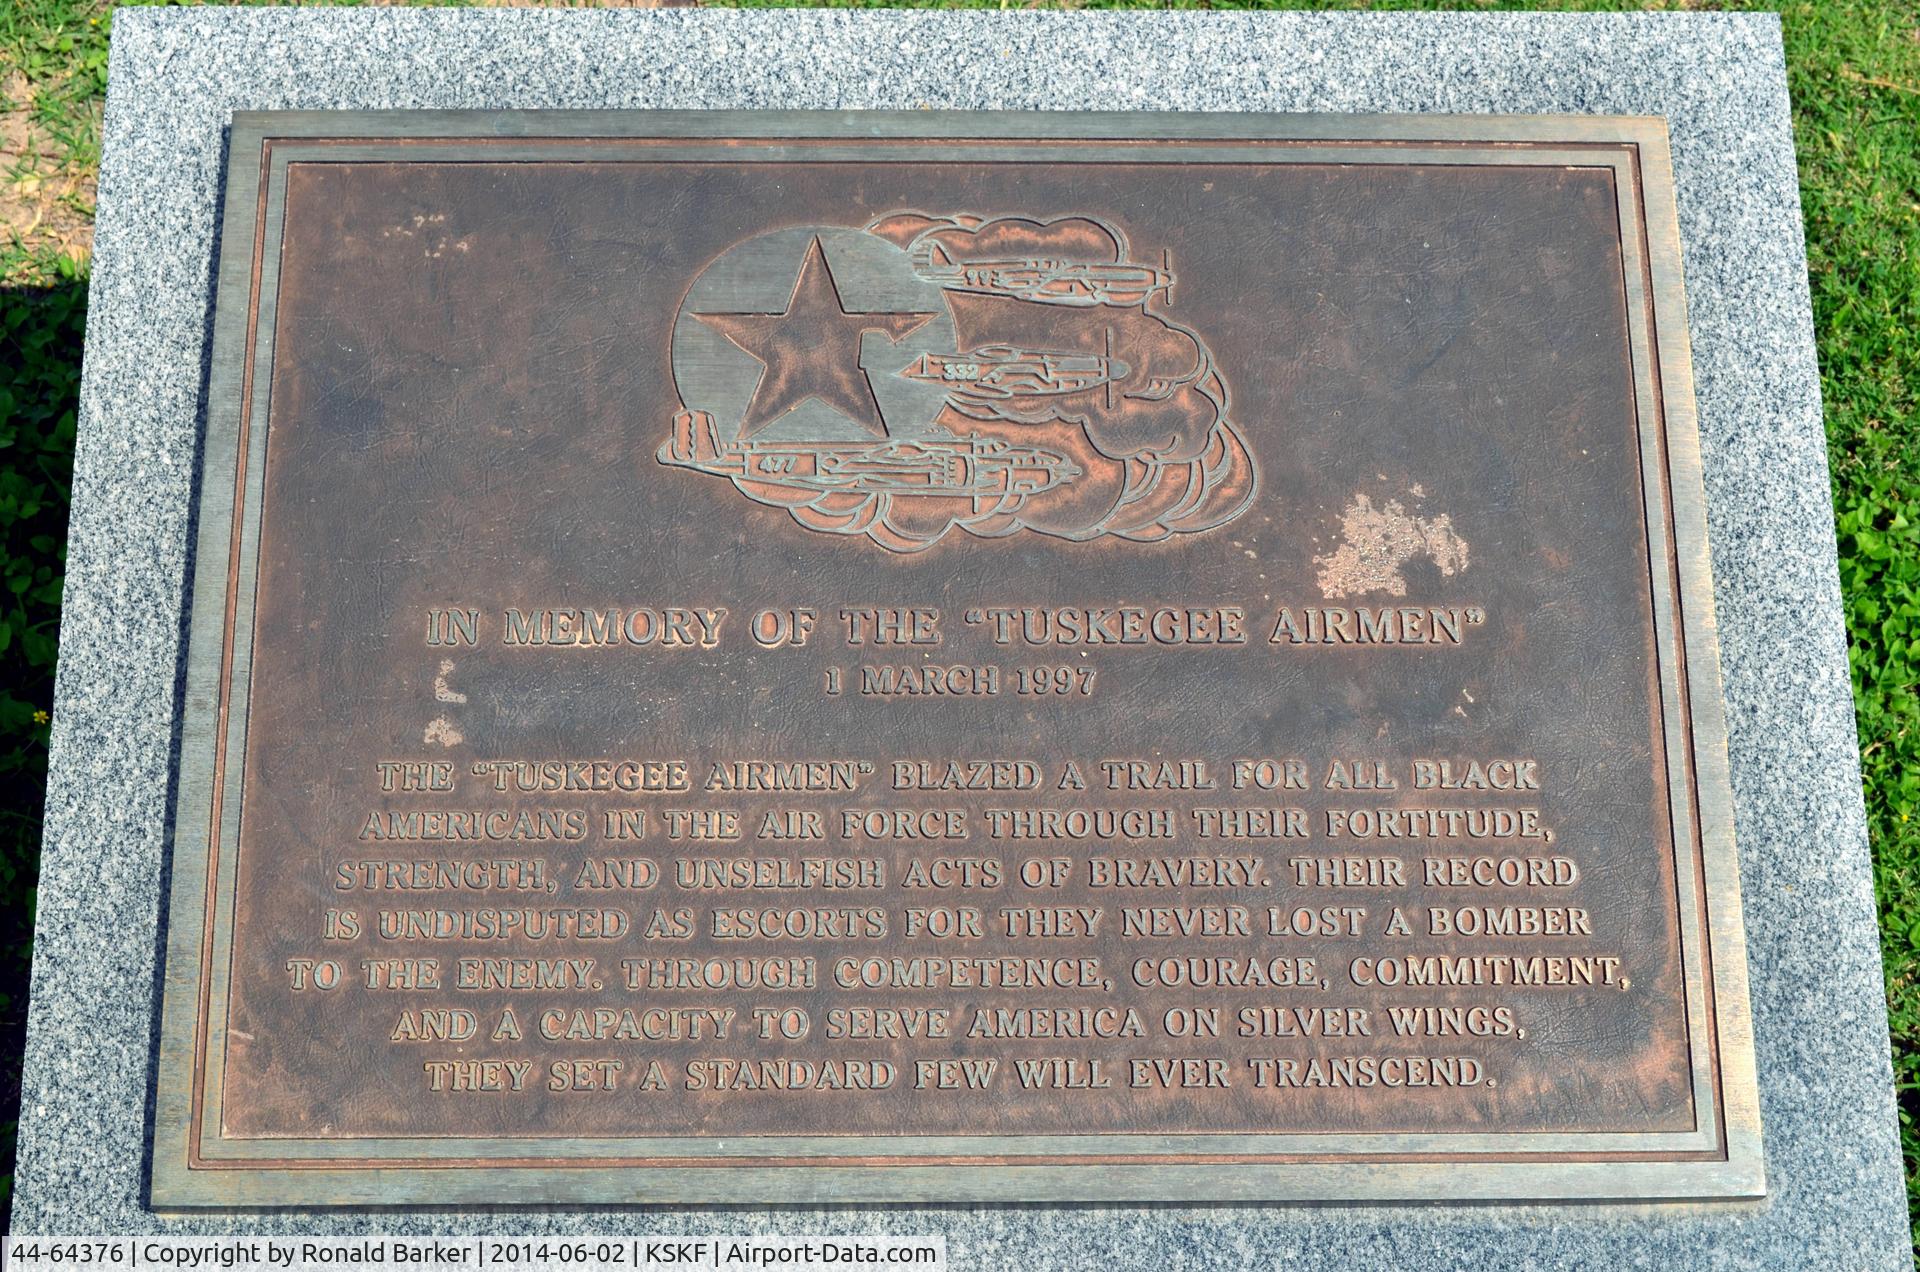 99
332
477
IN MEMORY OF THE “TUSKEGEE AIRMEN”
1 MARCH 1997
THE “TUSKEGEE AIRMEN” BLAZED A TRAIL FOR ALL BLACK
AMERICANS IN THE AIR FORCE THROUGH THEIR FORTITUDE,
STRENGTH, AND UNSELFISH ACTS OF BRAVERY. THEIR RECORD
IS UNDISPUTED AS ESCORTS FOR THEY NEVER LOST A BOMBER
TO THE ENEMY. THROUGH COMPETENCE, COURAGE, COMMITMENT,
AND A CAPACITY TO SERVE AMERICA ON SILVER WINGS,
THEY SET A STANDARD FEW WILL EVER TRANSCEND.
44-64376 | Copyright by Ronald Barker | 2014-06-02 | KSKF | Airport-Data.com